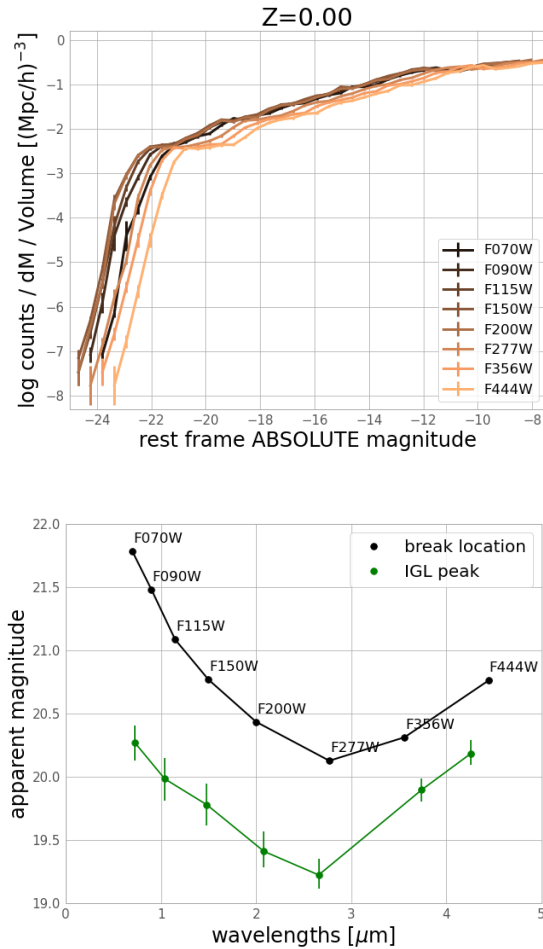 Z=0.00
log counts / dM / Volume [(Mpc/h)⁻³]
0
−1
−2
−3
−4
−5
−6
−7
−8
F070W
F090W
F115W
F150W
F200W
F277W
F356W
F444W
−24 −22 −20 −18 −16 −14 −12 −10 −8
rest frame ABSOLUTE magnitude
apparent magnitude
22.0
21.5
21.0
20.5
20.0
19.5
19.0
F070W
F090W
F115W
F150W
F200W
F277W
F356W
F444W
break location
IGL peak
0 1 2 3 4 5
wavelengths [μm]